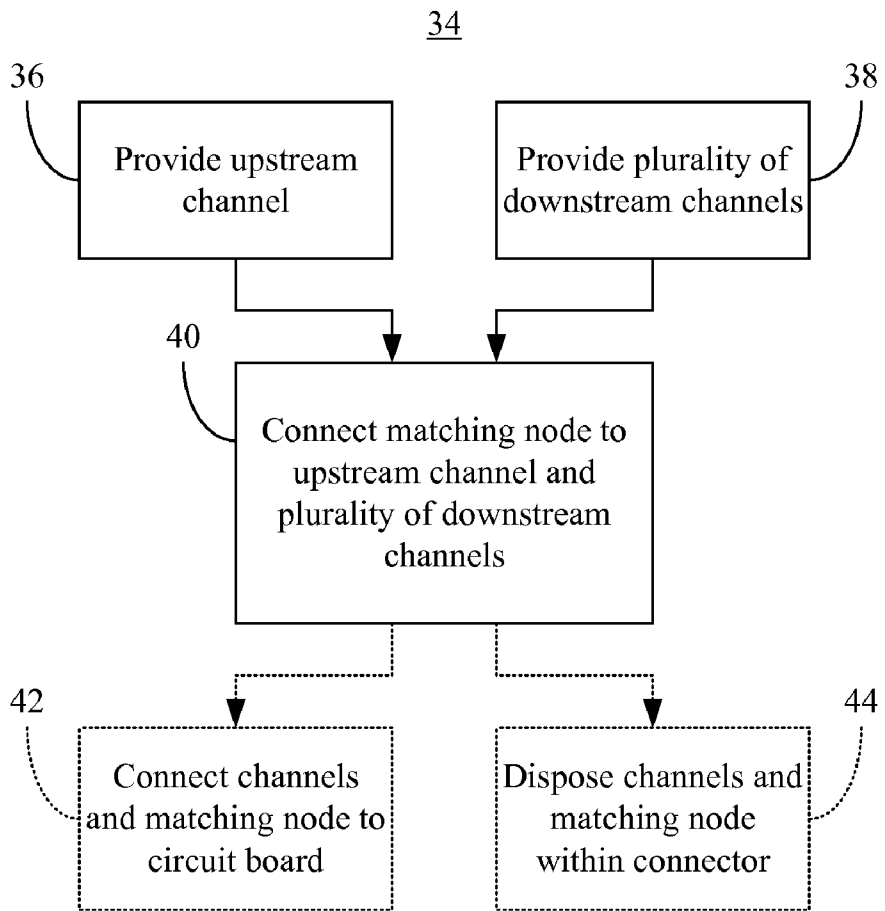 34
36
38
Provide upstream
channel
Provide plurality of
downstream channels
40
Connect matching node to
upstream channel and
plurality of downstream
channels
42
44
Connect channels
and matching node to
circuit board
Dispose channels and
matching node
within connector